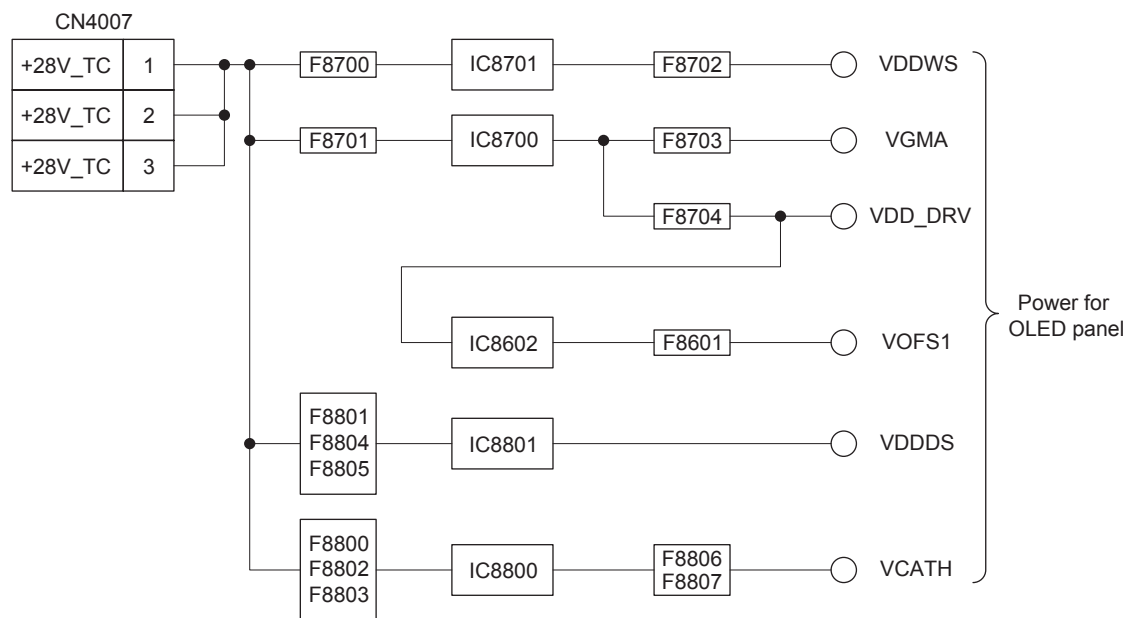 CN4007
+28V_TC 1
+28V_TC 2
+28V_TC 3
F8700 IC8701 F8702 VDDWS
F8701 IC8700 F8703 VGMA
F8704 VDD_DRV
IC8602 F8601 VOFS1
F8801
F8804
F8805
IC8801 VDDDS
F8800
F8802
F8803
IC8800
F8806
F8807
VCATH
Power for
OLED panel